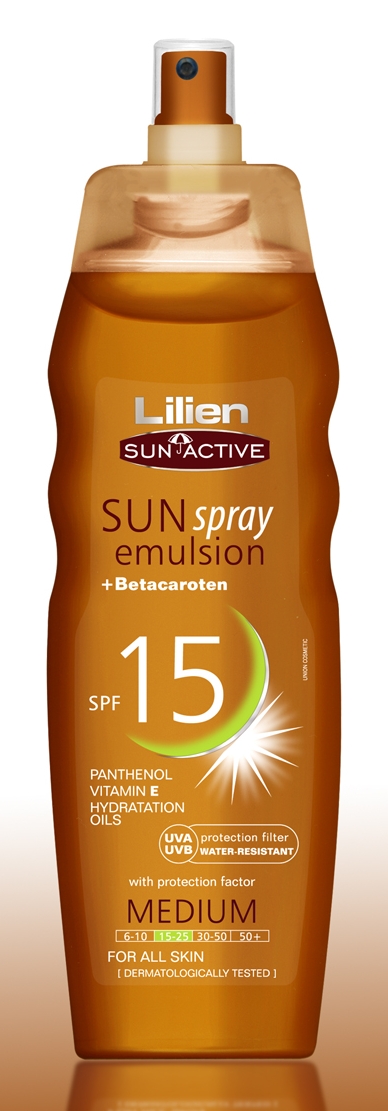 Lilien
SUN ACTIVE
SUN spray
emulsion
+Betacaroten
SPF 15
UNION COSMETIC
PANTHENOL
VITAMIN E
HYDRATATION
OILS
UVA protection filter
UVB WATER-RESISTANT
with protection factor
MEDIUM
6-10 15-25 30-50 50+
FOR ALL SKIN
[ DERMATOLOGICALLY TESTED ]